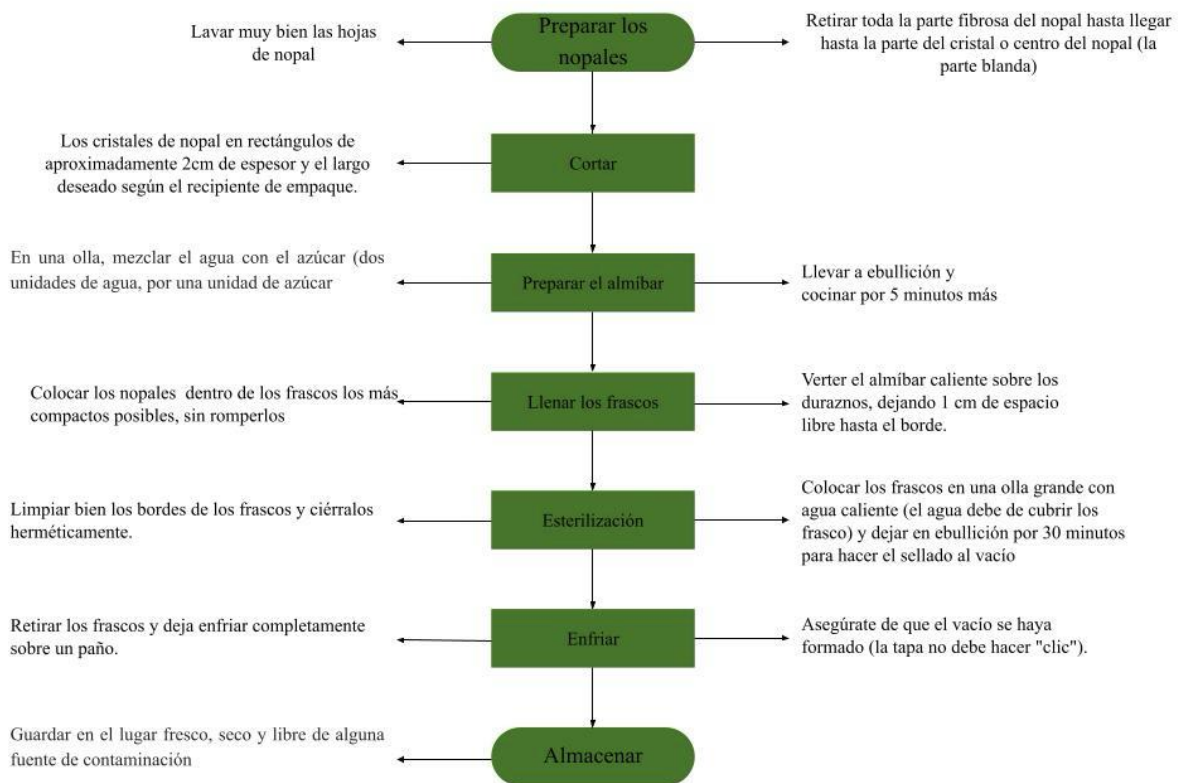 Preparar los
nopales
Lavar muy bien las hojas
de nopal
Retirar toda la parte fibrosa del nopal hasta llegar
hasta la parte del cristal o centro del nopal (la
parte blanda)
Los cristales de nopal en rectángulos de
aproximadamente 2cm de espesor y el largo
deseado según el recipiente de empaque.
Cortar
En una olla, mezclar el agua con el azúcar (dos
unidades de agua, por una unidad de azúcar
Preparar el almíbar
Llevar a ebullición y
cocinar por 5 minutos más
Colocar los nopales dentro de los frascos los más
compactos posibles, sin romperlos
Llenar los frascos
Verter el almíbar caliente sobre los
duraznos, dejando 1 cm de espacio
libre hasta el borde.
Limpiar bien los bordes de los frascos y ciérralos
herméticamente.
Esterilización
Colocar los frascos en una olla grande con
agua caliente (el agua debe de cubrir los
frasco) y dejar en ebullición por 30 minutos
para hacer el sellado al vacío
Retirar los frascos y deja enfriar completamente
sobre un paño.
Enfriar
Asegúrate de que el vacío se haya
formado (la tapa no debe hacer "clic").
Guardar en el lugar fresco, seco y libre de alguna
fuente de contaminación
Almacenar